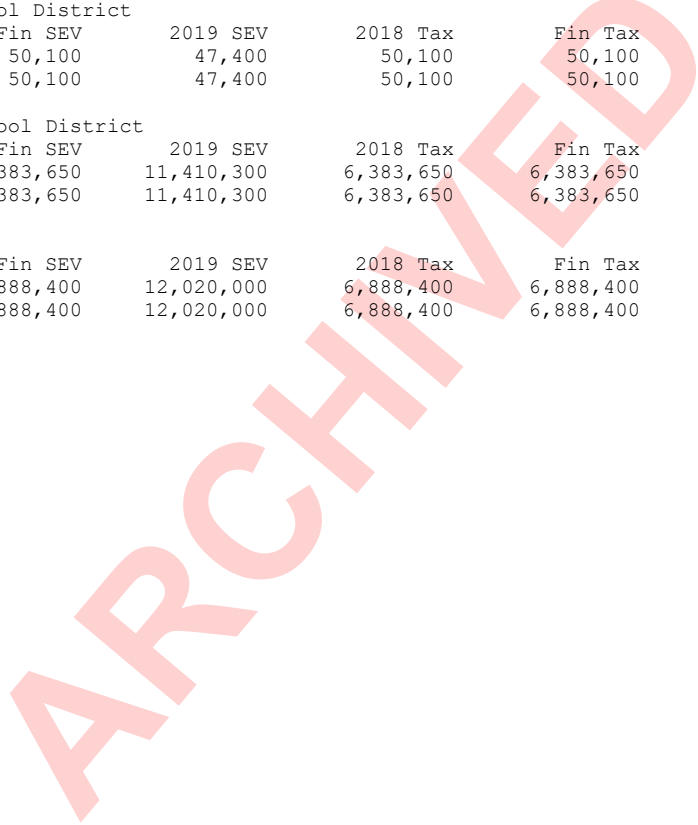 ol District
Fin SEV 2019 SEV 2018 Tax Fin Tax
50,100 47,400 50,100 50,100
50,100 47,400 50,100 50,100
ool District
Fin SEV 2019 SEV 2018 Tax Fin Tax
383,650 11,410,300 6,383,650 6,383,650
383,650 11,410,300 6,383,650 6,383,650
Fin SEV 2019 SEV 2018 Tax Fin Tax
888,400 12,020,000 6,888,400 6,888,400
888,400 12,020,000 6,888,400 6,888,400
ARCHIVED